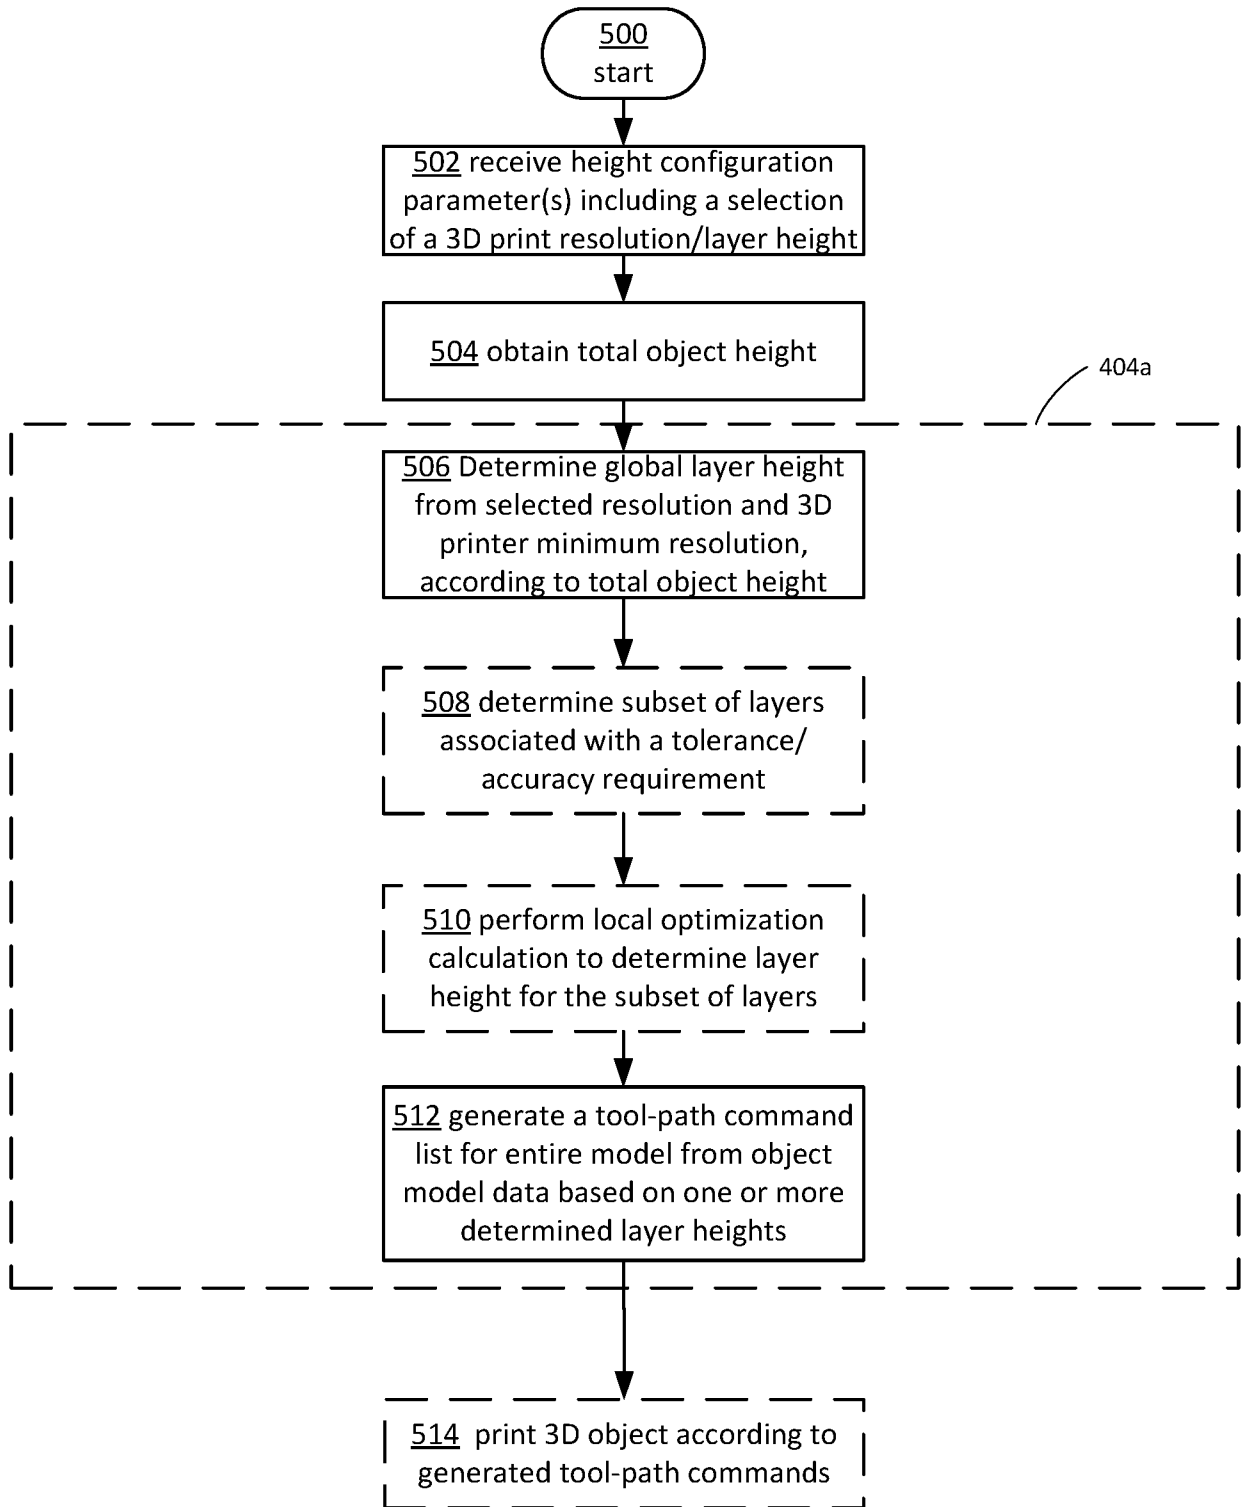 500
start
502 receive height configuration
parameter(s) including a selection
of a 3D print resolution/layer height
504 obtain total object height
404a
506 Determine global layer height
from selected resolution and 3D
printer minimum resolution,
according to total object height
508 determine subset of layers
associated with a tolerance/
accuracy requirement
510 perform local optimization
calculation to determine layer
height for the subset of layers
512 generate a tool-path command
list for entire model from object
model data based on one or more
determined layer heights
514 print 3D object according to
generated tool-path commands